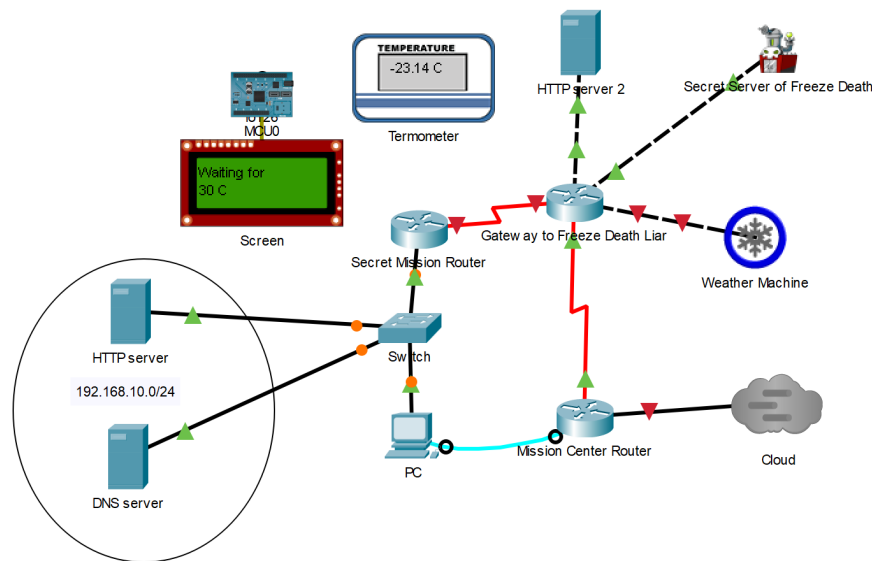 TEMPERATURE
-23.14 C
Termometer
HTTP server 2
Secret Server of Freeze Death
MCU0
Waiting for
30 C
Screen
Secret Mission Router
Gateway to Freeze Death Liar
Weather Machine
HTTP server
Switch
192.168.10.0/24
PC
Mission Center Router
Cloud
DNS server